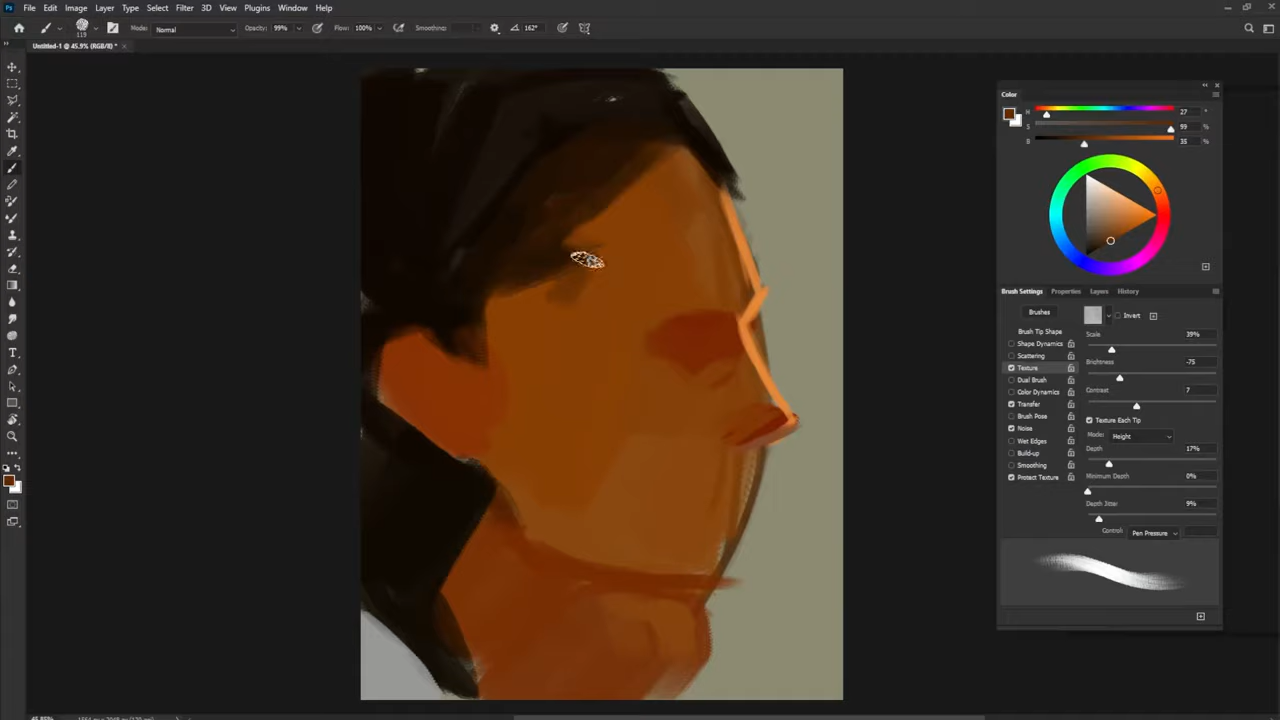 Ps File Edit Image Layer Type Select Filter 3D View Plugins Window Help
119 Mode: Normal Opacity: 99% Flow: 100% Smoothing: 162°
Untitled-1 @ 45.9% (RGB/8) * ×
Color
H 27 °
S 99 %
B 35 %
Brush Settings Properties Layers History
Brushes Invert
Brush Tip Shape Scale 39%
Shape Dynamics
Scattering Brightness -75
Texture
Dual Brush
Color Dynamics Contrast 7
Transfer
Brush Pose Texture Each Tip
Noise Mode: Height
Wet Edges Depth 17%
Build-up
Smoothing
Protect Texture Minimum Depth 0%
Depth Jitter 9%
Control: Pen Pressure